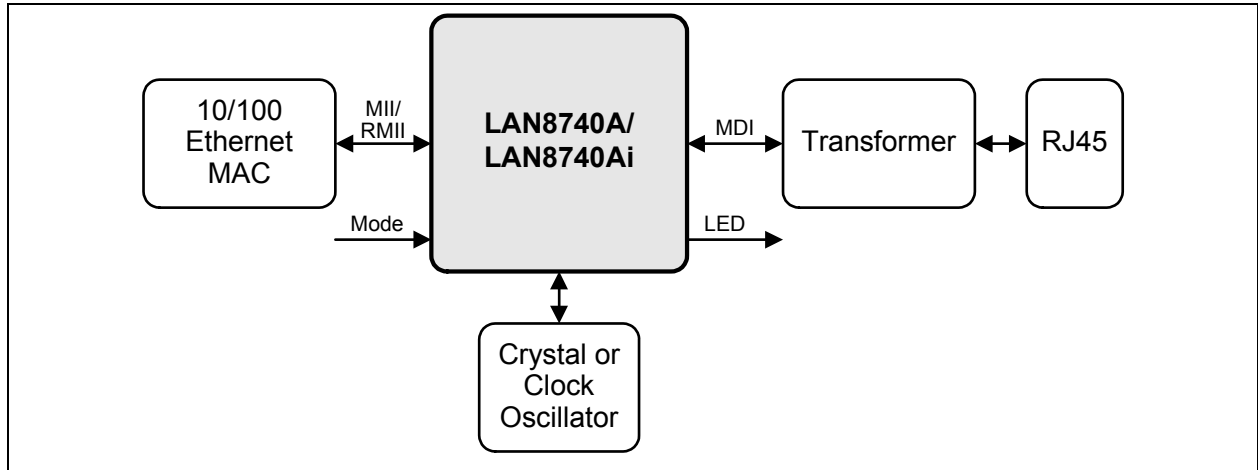 10/100
Ethernet
MAC
MII/
RMII
LAN8740A/
LAN8740Ai
MDI
Transformer
RJ45
Mode
LED
Crystal or
Clock
Oscillator